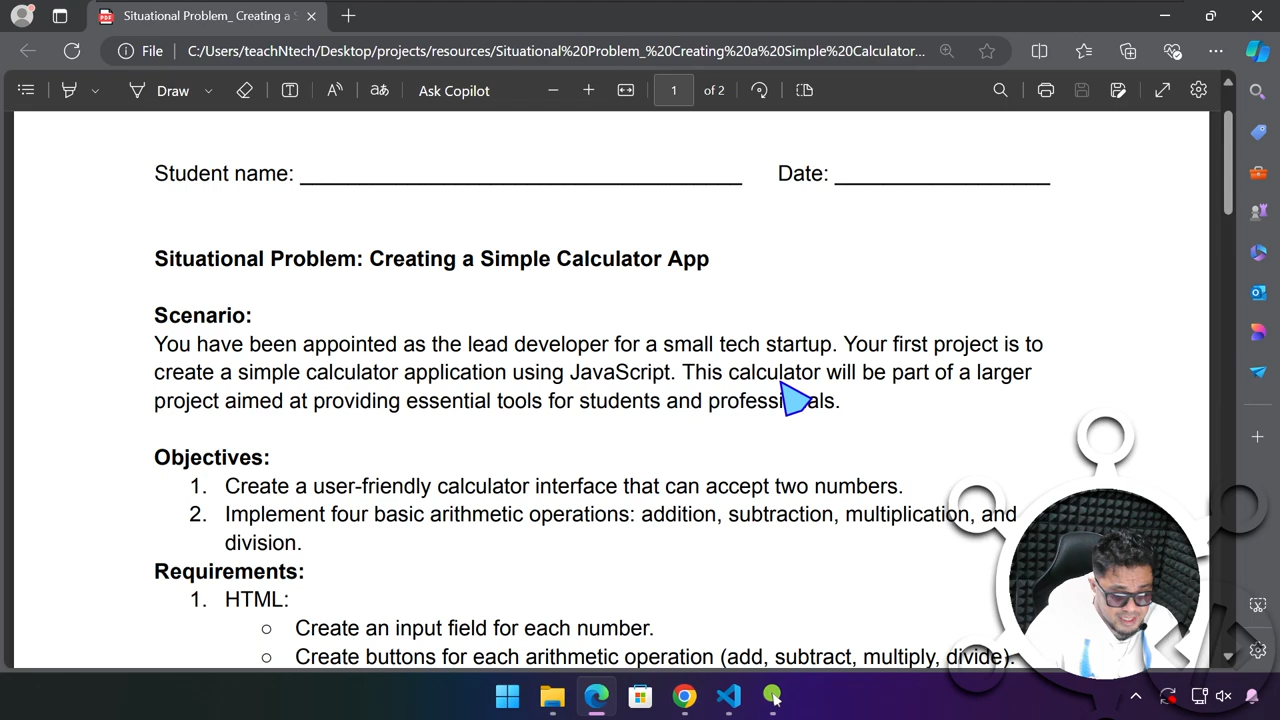 Situational Problem_ Creating a S
File
C:/Users/teachNtech/Desktop/projects/resources/Situational%20Problem_%20Creating%20a%20Simple%20Calculator...
Draw
aあ
Ask Copilot
1
of 2
Student name: ____________________ Date: __________
Situational Problem: Creating a Simple Calculator App
Scenario:
You have been appointed as the lead developer for a small tech startup. Your first project is to
create a simple calculator application using JavaScript. This calculator will be part of a larger
project aimed at providing essential tools for students and professionals.
Objectives:
1. Create a user-friendly calculator interface that can accept two numbers.
2. Implement four basic arithmetic operations: addition, subtraction, multiplication, and
division.
Requirements:
1. HTML:
○ Create an input field for each number.
○ Create buttons for each arithmetic operation (add, subtract, multiply, divide).